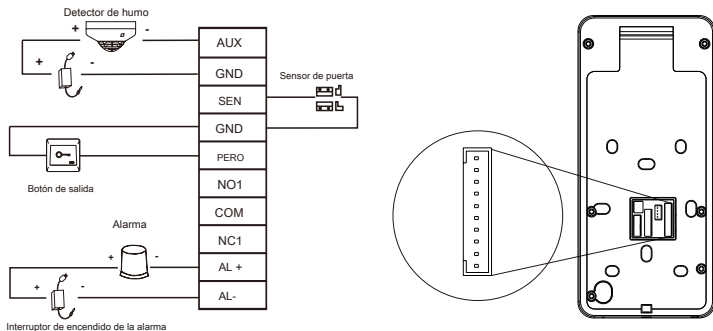 Detector de humo
+ -
AUX
+ -
GND
Sensor de puerta
SEN
GND
PERO
Botón de salida
NO1
COM
Alarma
NC1
+ -
AL +
+ -
AL-
Interruptor de encendido de la alarma